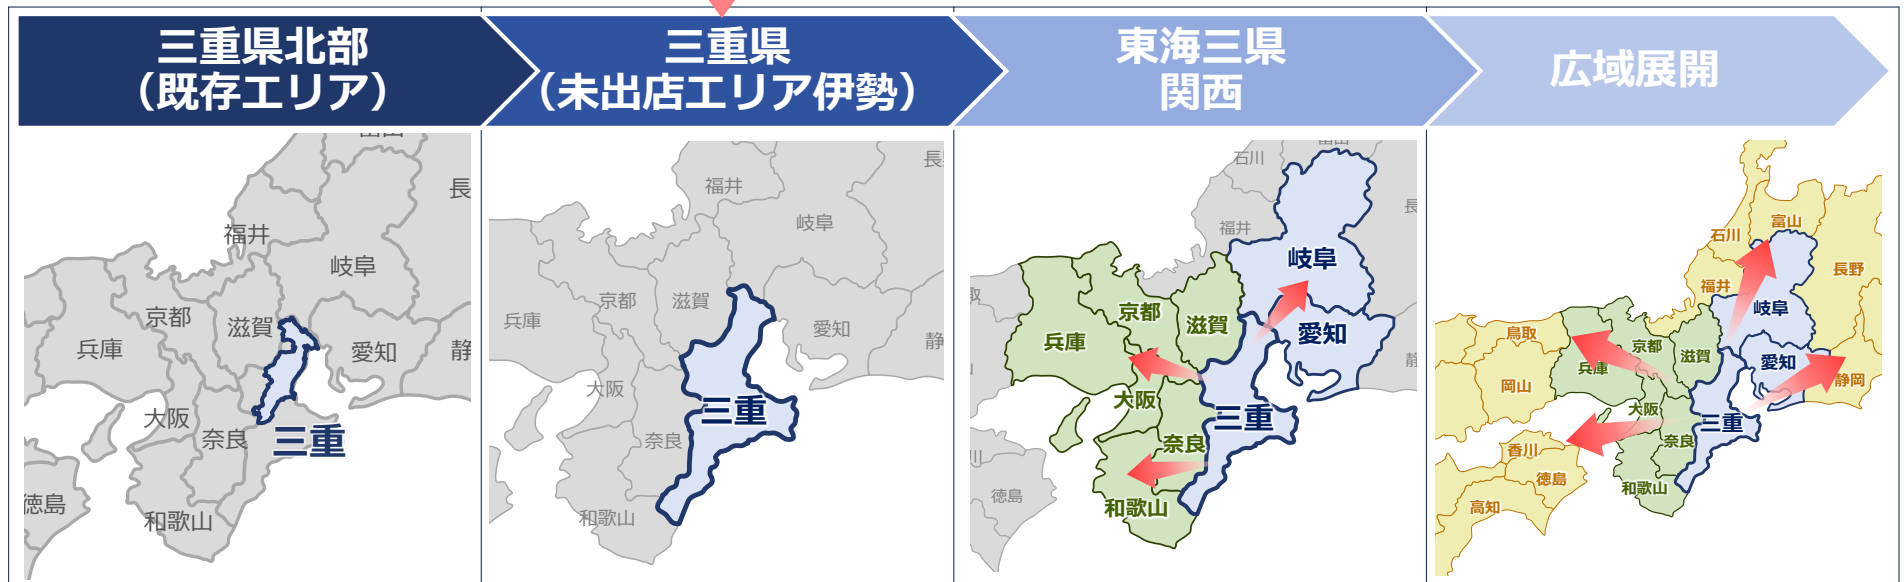 三重県北部
（既存エリア）
三重県
（未出店エリア伊勢）
東海三県
関西
広域展開
長
福井
岐阜
京都
滋賀
兵庫
愛知
静
大阪
奈良
三重
徳島
和歌山
長
福井
岐阜
京都
滋賀
兵庫
愛知
静
大阪
三重
奈良
和歌山
石川
富山
長
福井
岐阜
取
京都
滋賀
愛知
兵庫
静
大阪
三重
奈良
川
徳島
和歌山
富山
石川
長野
福井
岐阜
鳥取
京都
滋賀
愛知
兵庫
岡山
静岡
大阪
三重
奈良
香川
徳島
和歌山
高知